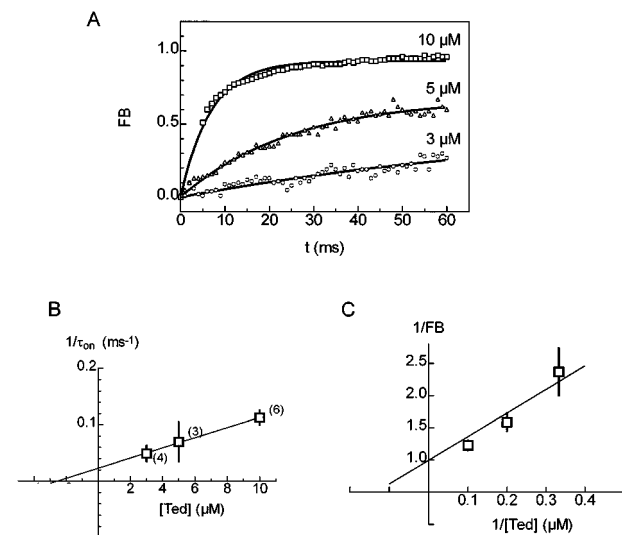 A
10 µM
1.0
FB
5 µM
0.5
3 µM
0.0
0 10 20 30 40 50 60
t (ms)
B
1/τon (ms-1)
0.2
0.1
(4)
(3)
(6)
2 4 6 8 10
[Ted] (µM)
C
1/FB
2.5
2.0
1.5
1.0
0.1 0.2 0.3 0.4
1/[Ted] (µM)